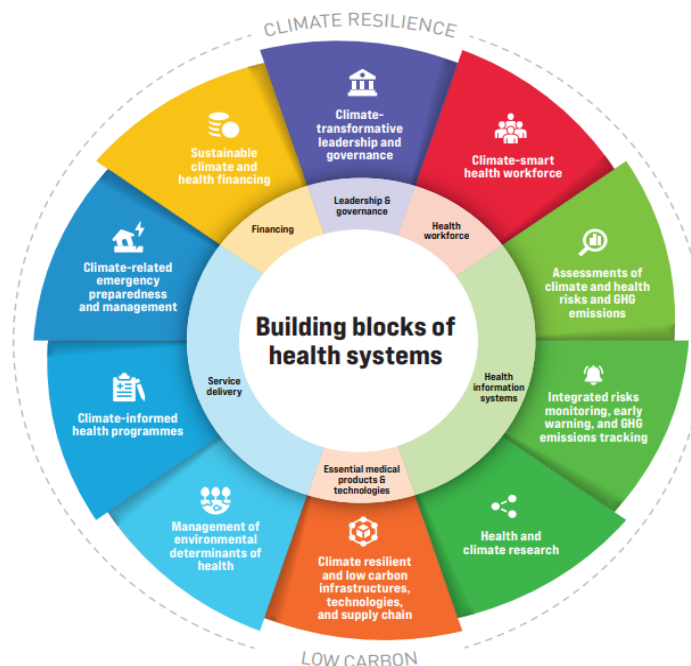 CLIMATE RESILIENCE
Climate-
transformative
leadership and
governance
Climate-smart
health workforce
Assessments of
climate and health
risks and GHG
emissions
Integrated risks
monitoring, early
warning, and GHG
emissions tracking
Health and
climate research
Climate resilient
and low carbon
infrastructures,
technologies,
and supply chain
Management of
environmental
determinants of
health
Climate-informed
health programmes
Climate-related
emergency
preparedness
and management
Sustainable
climate and
health financing
Leadership &
governance
Health
workforce
Health
information
systems
Essential medical
products &
technologies
Service
delivery
Financing
Building blocks of
health systems
LOW CARBON